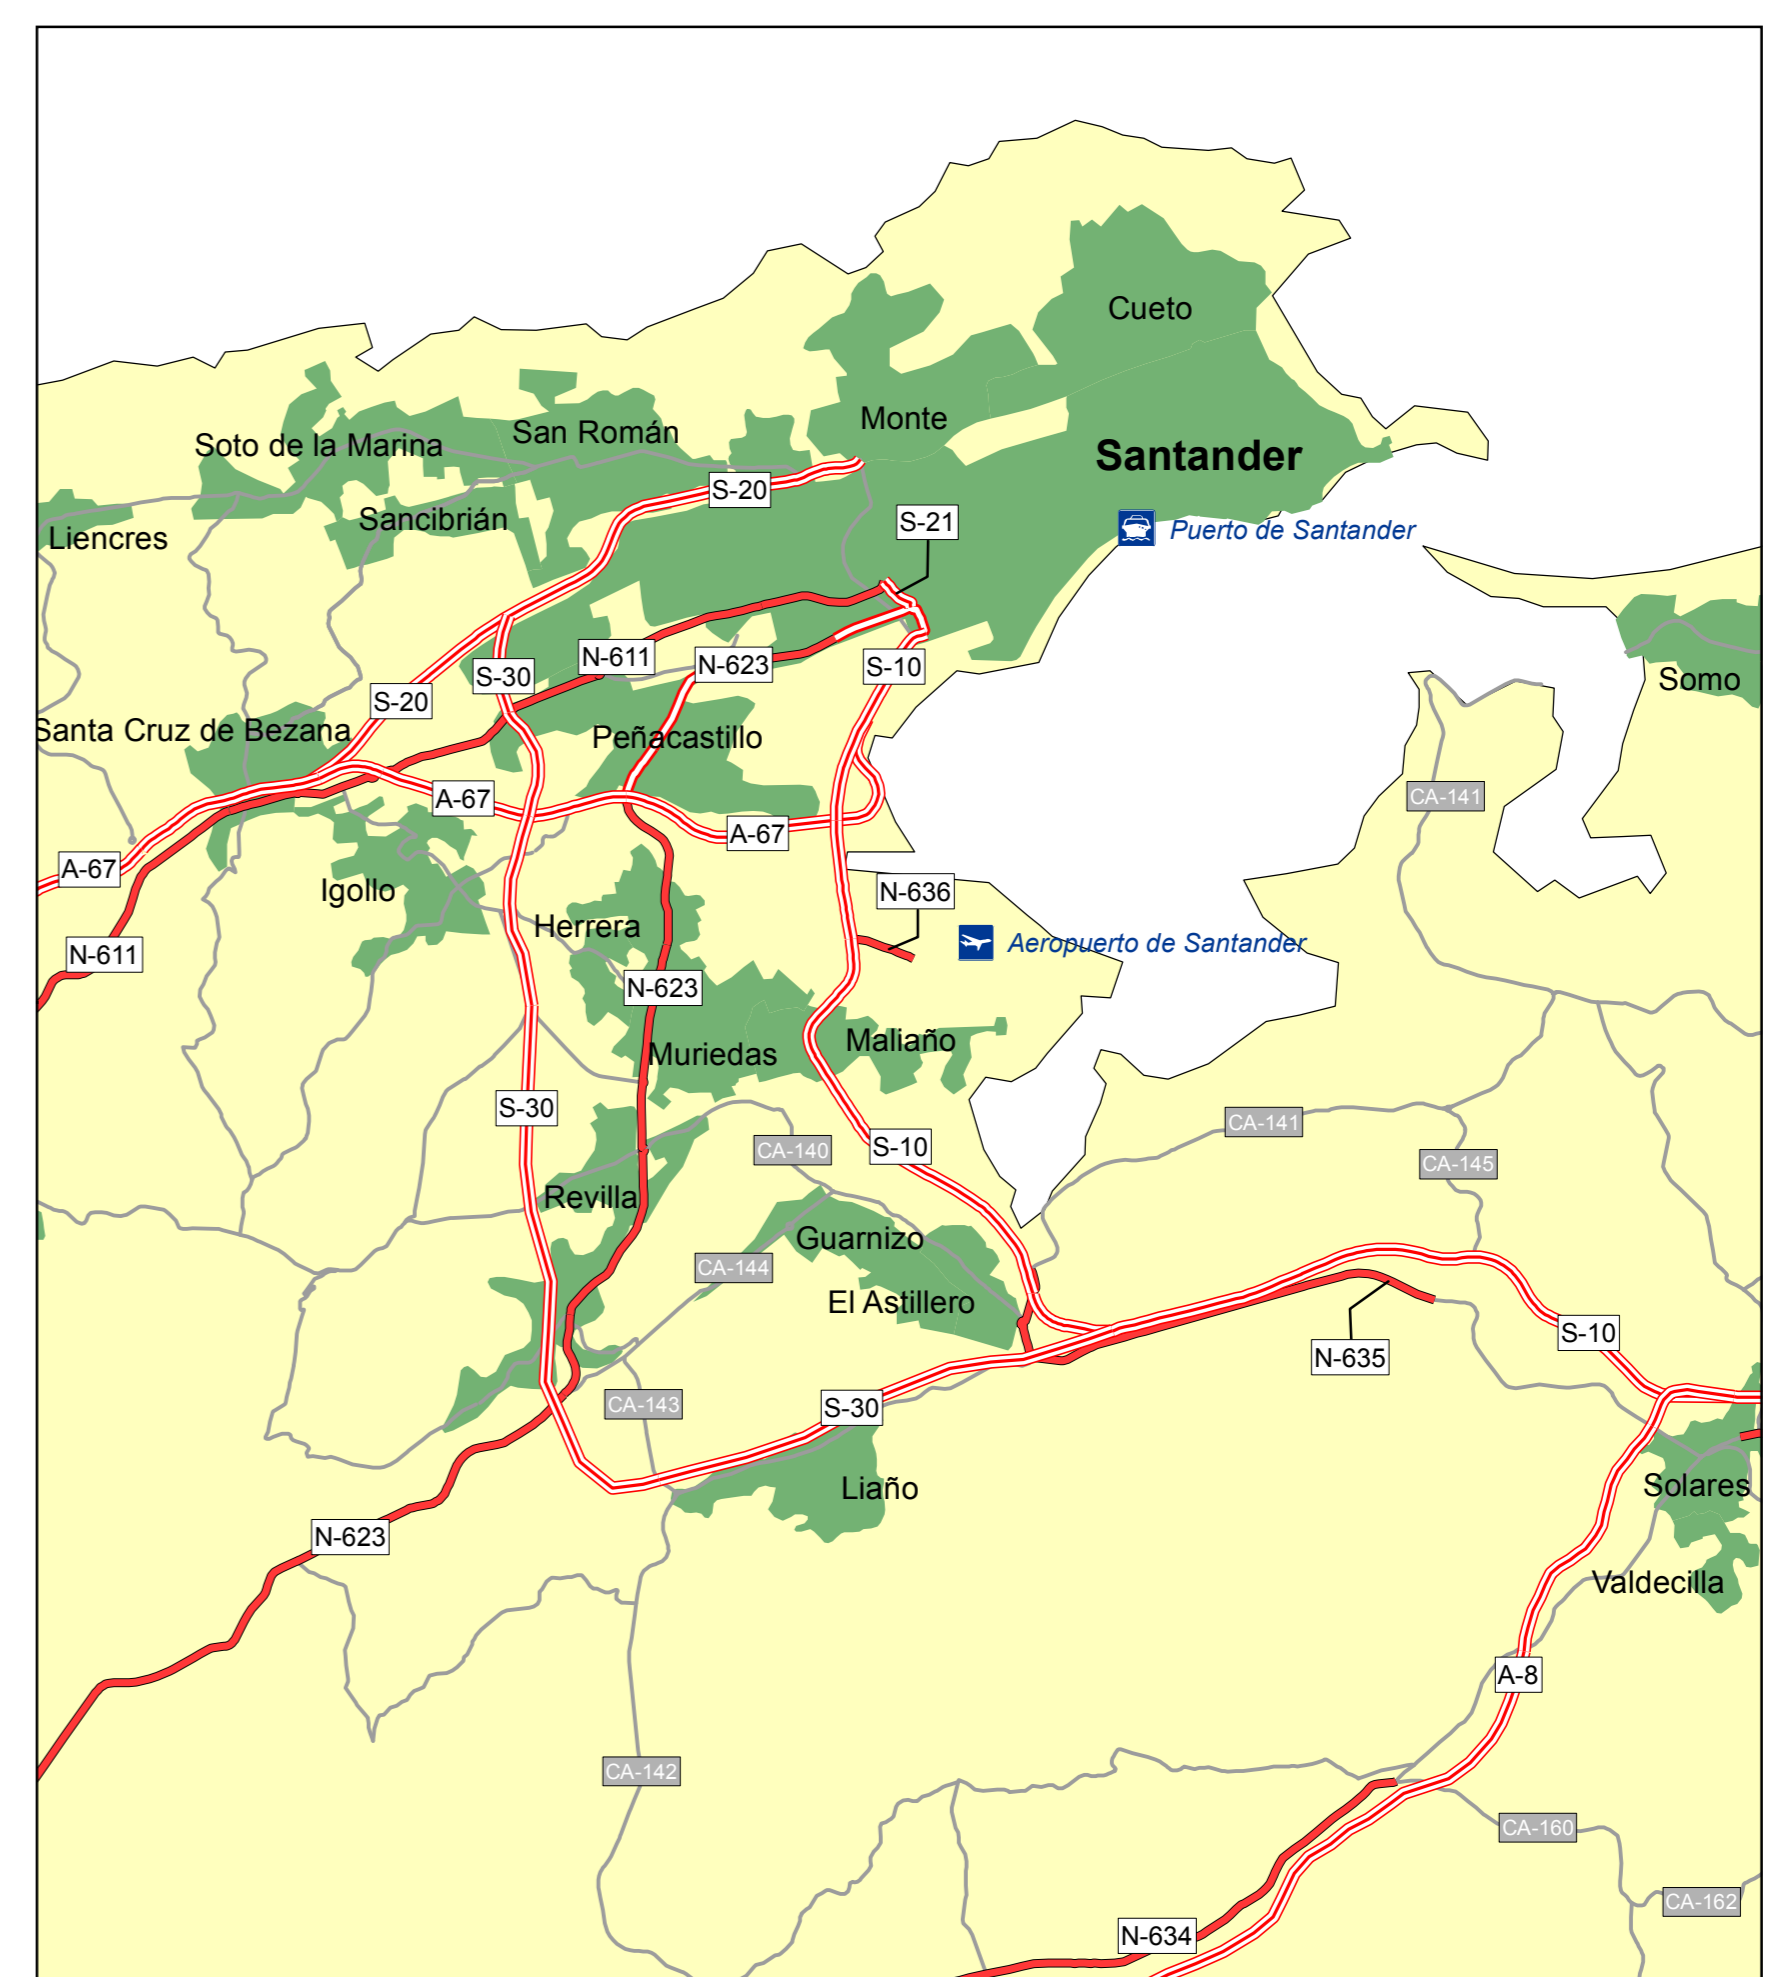 Cueto
Monte
San Román
Soto de la Marina
Santander
S-20
Sancibrián
S-21
Puerto de Santander
Liencres
N-611
N-623
S-10
S-30
Somo
S-20
Santa Cruz de Bezana
Peñacastillo
A-67
CA-141
A-67
A-67
Igollo
N-636
Herrera
Aeropuerto de Santander
N-611
N-623
Maliaño
Muriedas
S-30
CA-141
S-10
CA-140
CA-145
Revilla
Guarnizo
CA-144
El Astillero
S-10
N-635
CA-143
S-30
Liaño
Solares
N-623
Valdecilla
A-8
CA-142
CA-160
CA-162
N-634